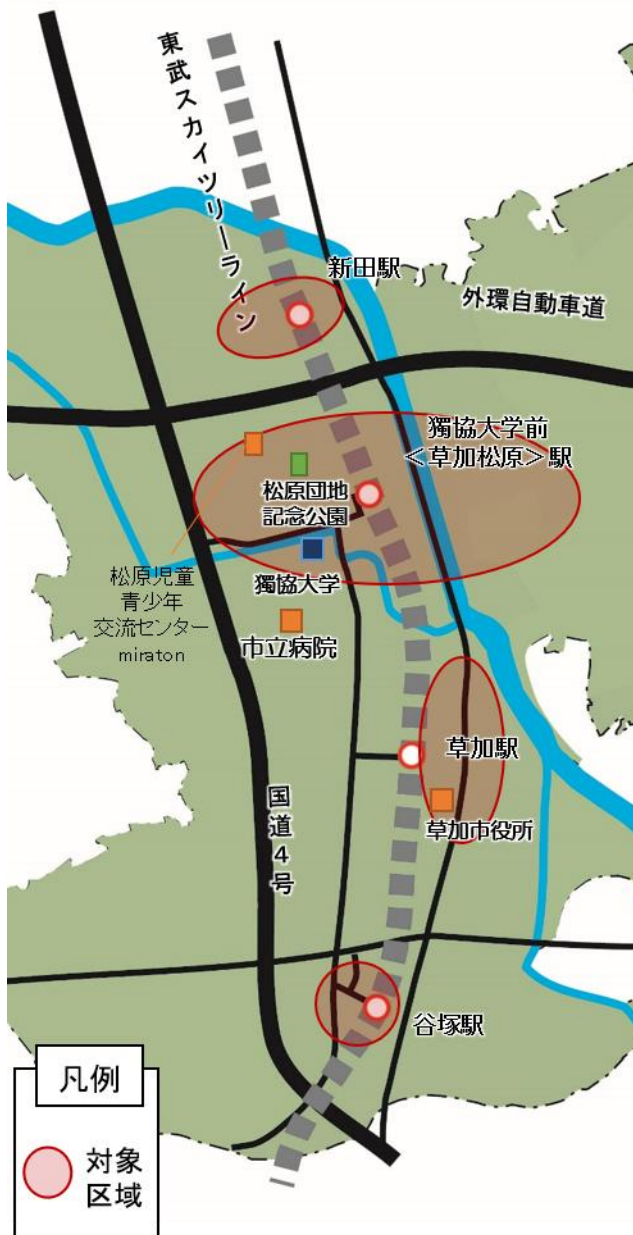 東武スカイツリーライン
新田駅
外環自動車道
獨協大学前
<草加松原>駅
松原団地
記念公園
獨協大学
松原児童
青少年
交流センター
miraton
市立病院
草加駅
草加市役所
国道4号
谷塚駅
凡例
対象
区域